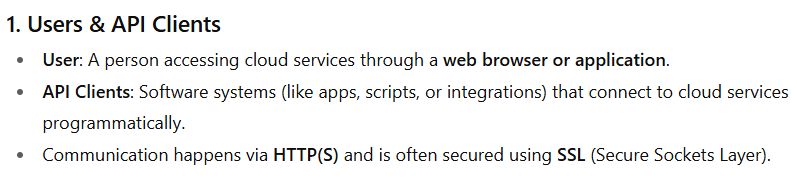 1. Users & API Clients
• User: A person accessing cloud services through a web browser or application.
• API Clients: Software systems (like apps, scripts, or integrations) that connect to cloud services
programmatically.
• Communication happens via HTTP(S) and is often secured using SSL (Secure Sockets Layer).